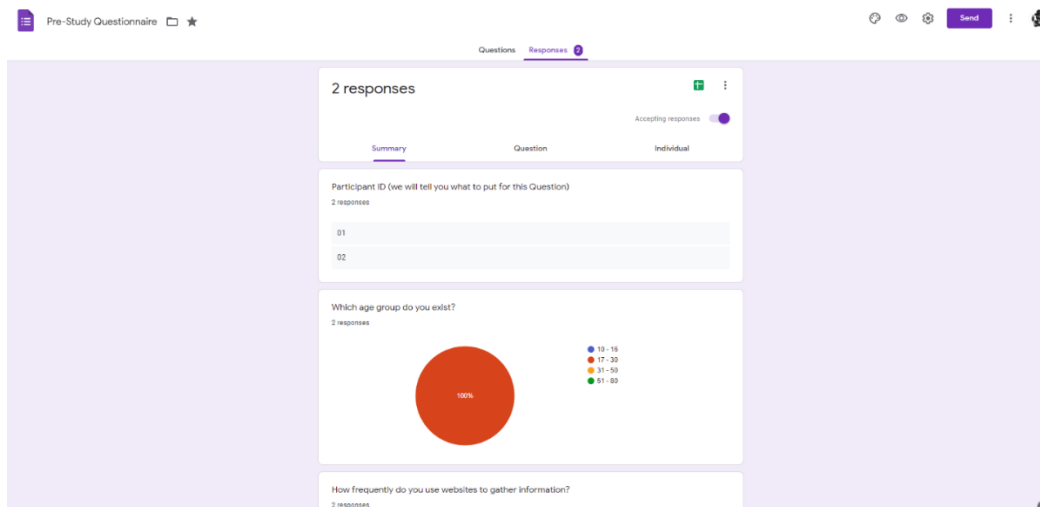 Pre-Study Questionnaire
Send
Questions Responses 2
2 responses
Accepting responses
Summary Question Individual
Participant ID (we will tell you what to put for this Question)
2 responses
01
02
Which age group do you exist?
2 responses
100%
10 - 16
17 - 30
31 - 50
51 - 80
How frequently do you use websites to gather information?
2 responses